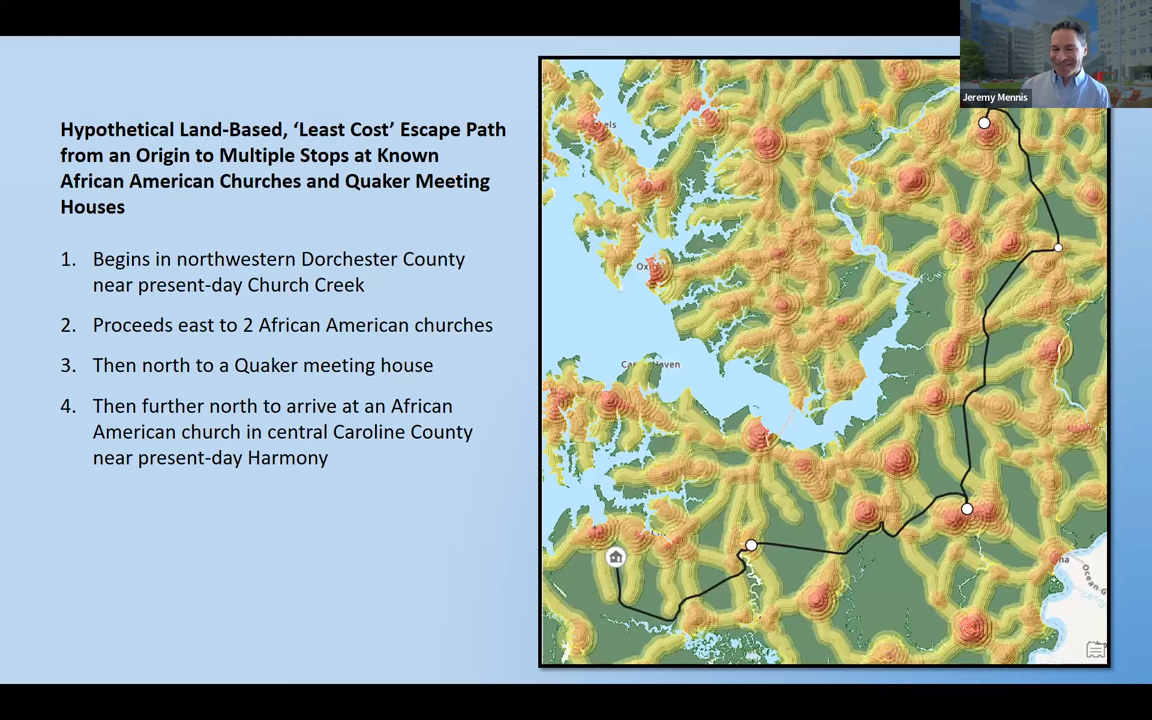 Jeremy Mennis
Hypothetical Land-Based, ‘Least Cost’ Escape Path
from an Origin to Multiple Stops at Known
African American Churches and Quaker Meeting
Houses
1. Begins in northwestern Dorchester County
near present-day Church Creek
2. Proceeds east to 2 African American churches
3. Then north to a Quaker meeting house
4. Then further north to arrive at an African
American church in central Caroline County
near present-day Harmony